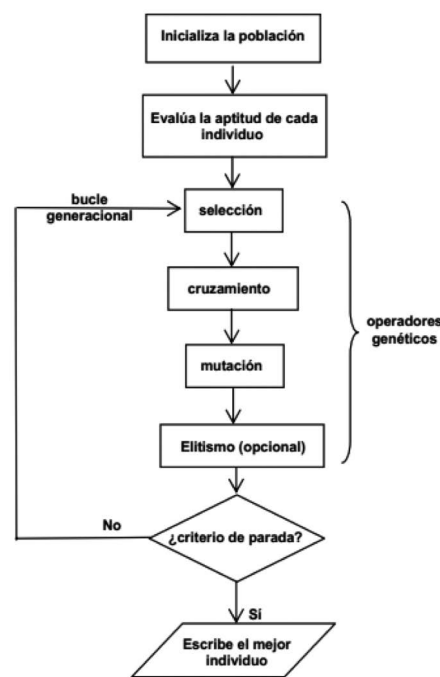 Inicializa la población
Evalúa la aptitud de cada
individuo
bucle
generacional
selección
cruzamiento
operadores
genéticos
mutación
Elitismo (opcional)
No
¿criterio de parada?
Sí
Escribe el mejor
individuo